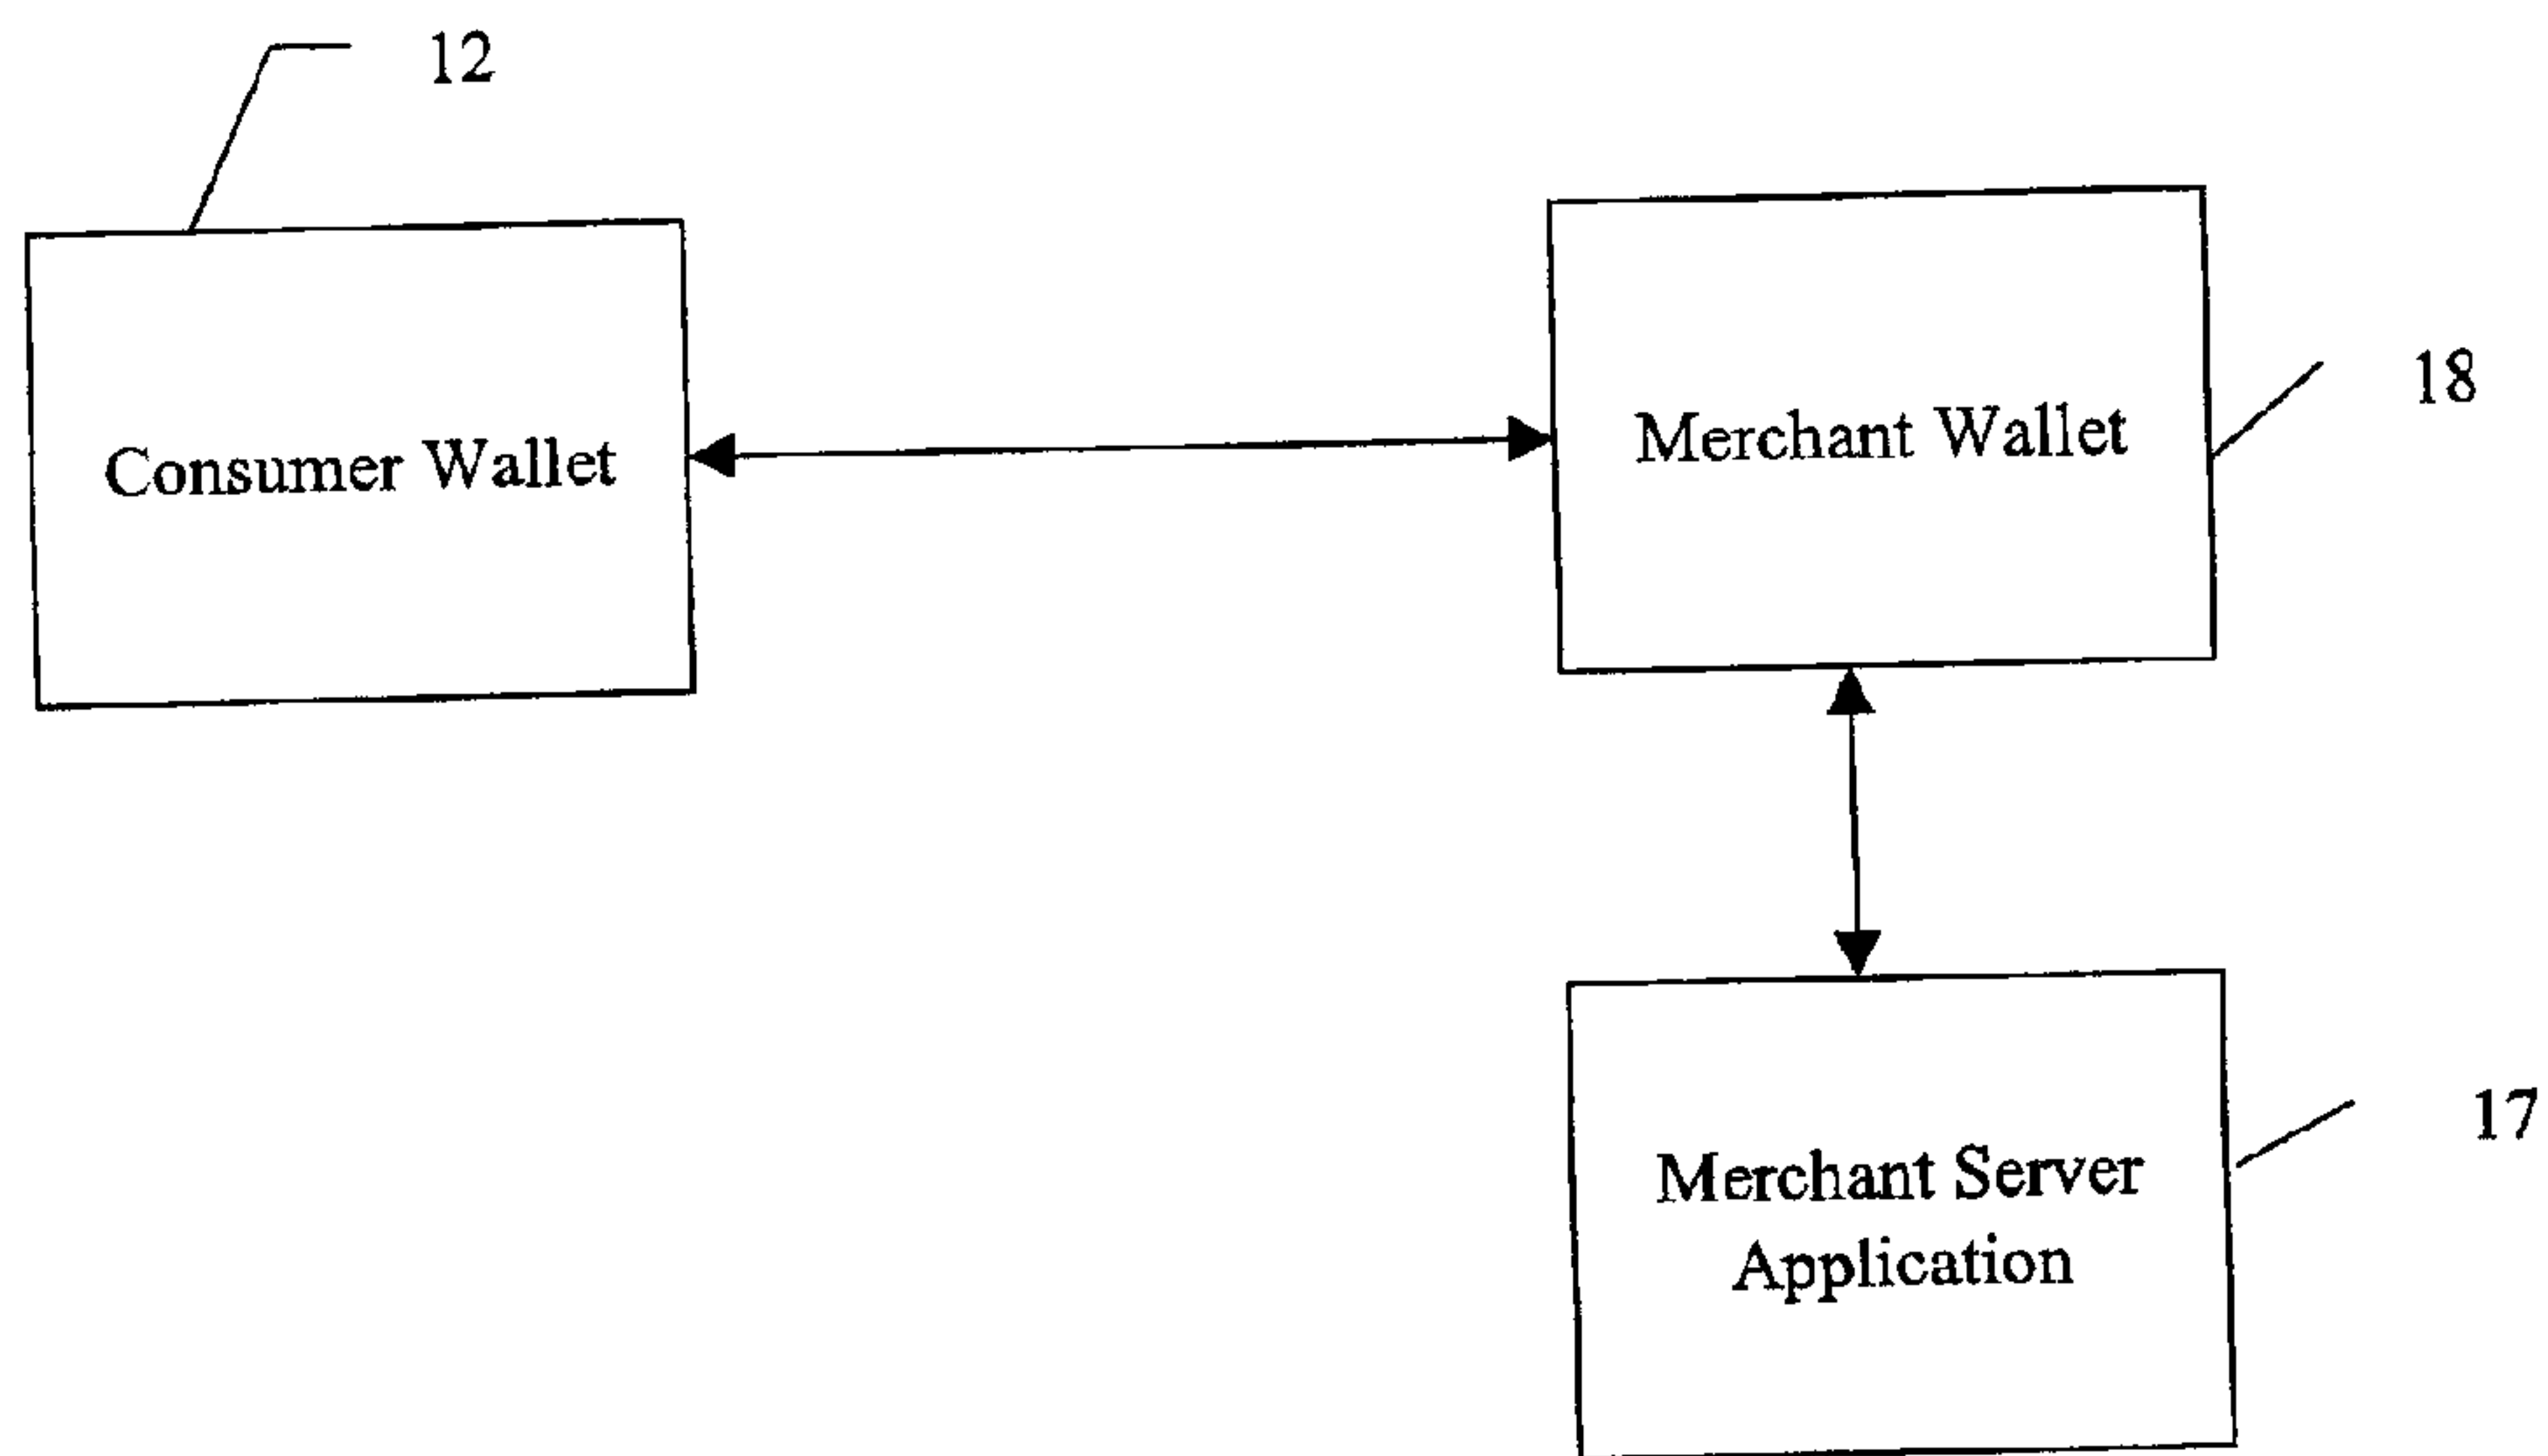 12
Consumer Wallet
Merchant Wallet
18
Merchant Server
Application
17